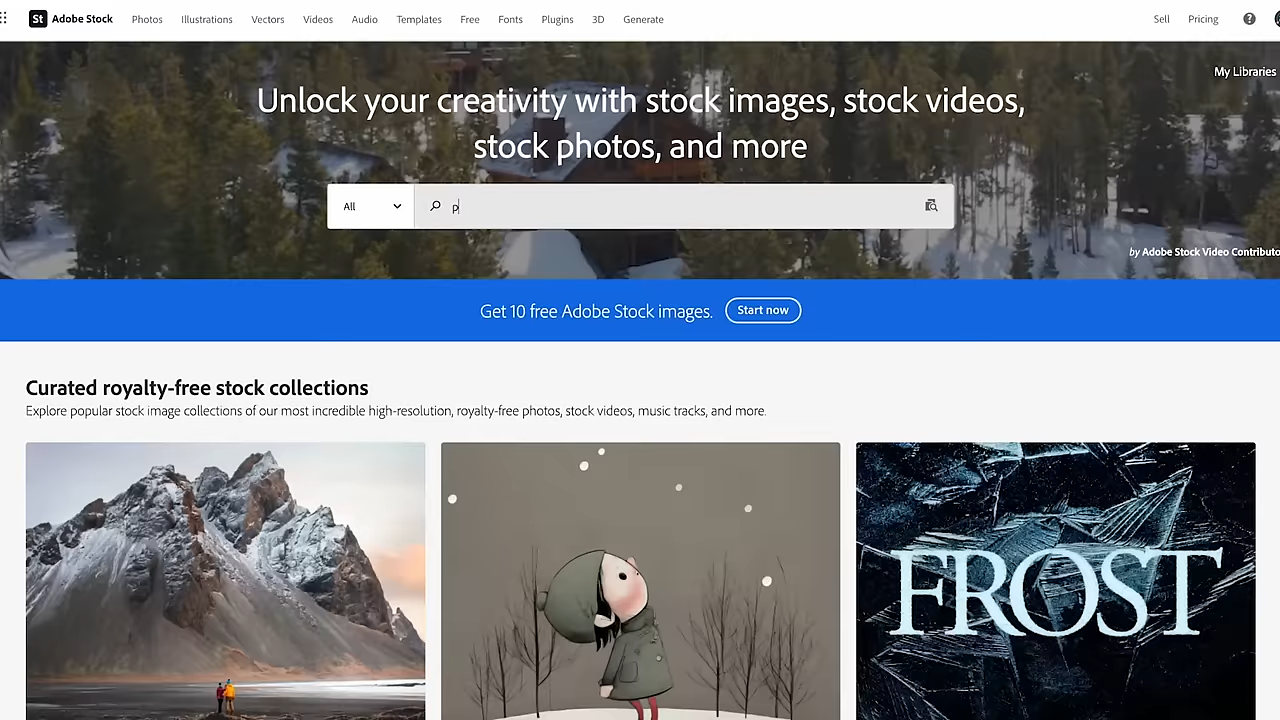 St Adobe Stock Photos Illustrations Vectors Videos Audio Templates Free Fonts Plugins 3D Generate Sell Pricing ?
My Libraries
Unlock your creativity with stock images, stock videos,
stock photos, and more
All p
by Adobe Stock Video Contributo
Get 10 free Adobe Stock images. Start now
Curated royalty-free stock collections
Explore popular stock image collections of our most incredible high-resolution, royalty-free photos, stock videos, music tracks, and more.
FROST